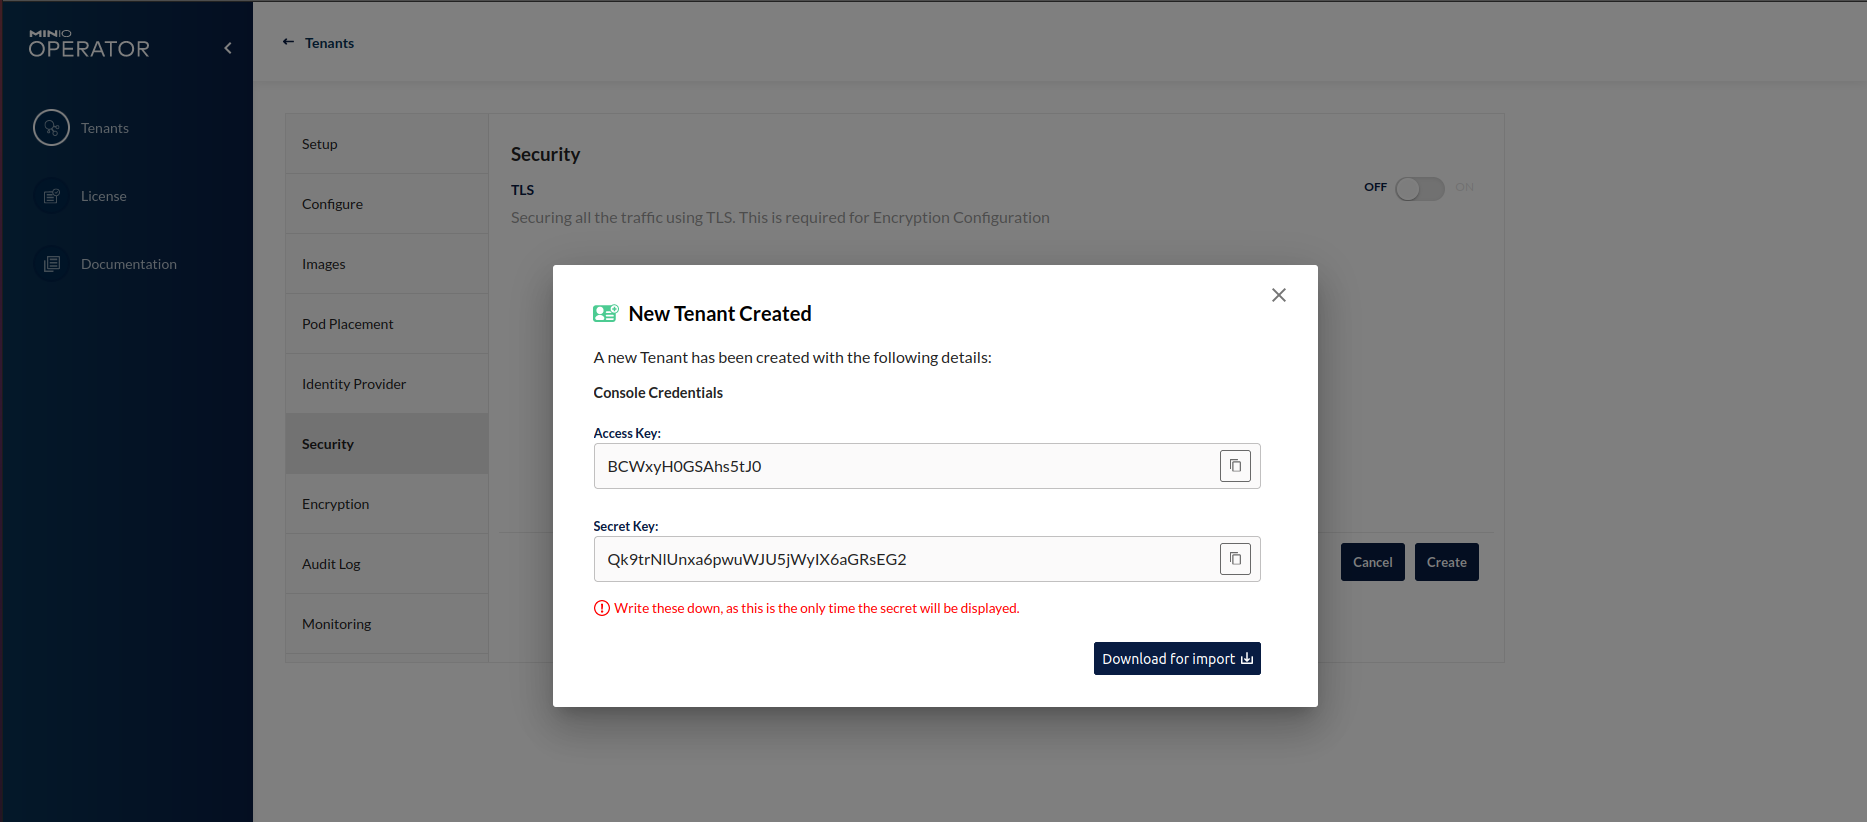 MINIO
OPERATOR
Tenants
License
Documentation
Tenants
Setup
Configure
Images
Pod Placement
Identity Provider
Security
Encryption
Audit Log
Monitoring
Security
TLS
OFF ON
Securing all the traffic using TLS. This is required for Encryption Configuration
New Tenant Created
A new Tenant has been created with the following details:
Console Credentials
Access Key:
BCWxyH0GSAhs5tJ0
Secret Key:
Qk9trNlUnxa6pwuWJU5jWyIX6aGRsEG2
Write these down, as this is the only time the secret will be displayed.
Download for import
Cancel Create